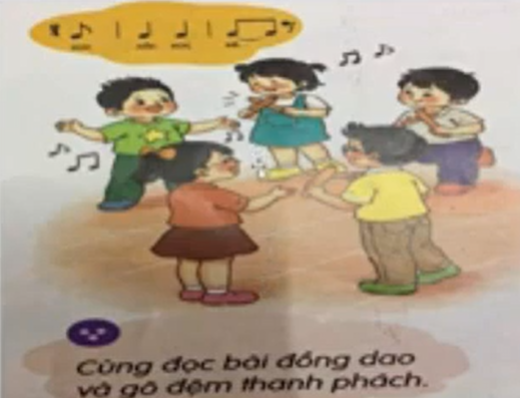 Cùng đọc bài đồng dao
và gõ đệm thanh phách.